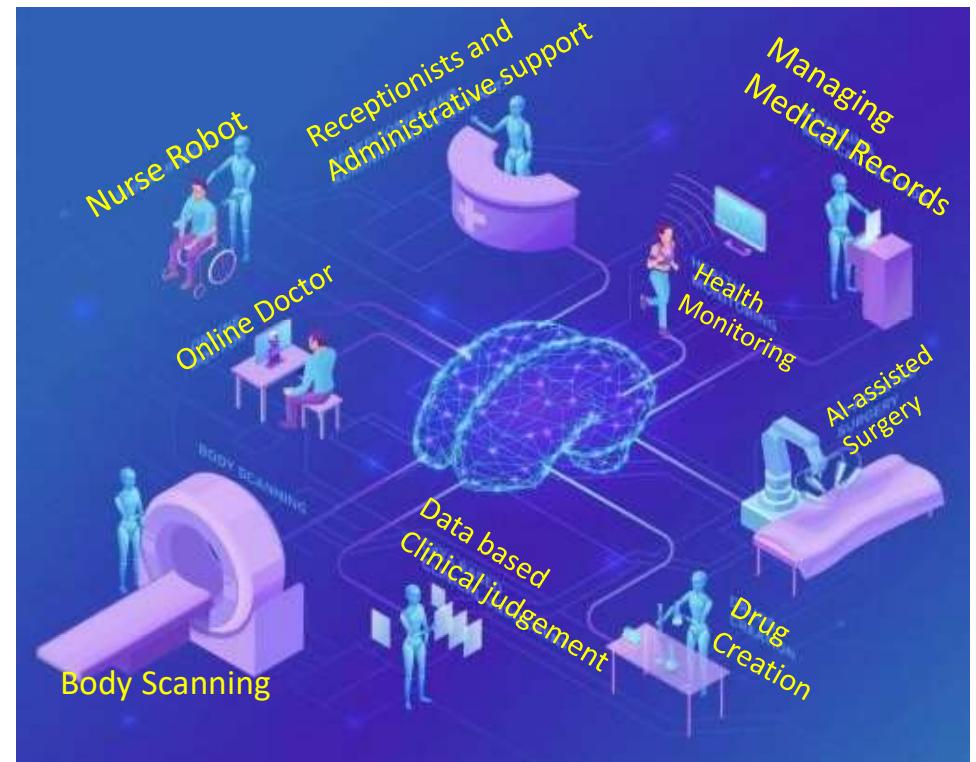 Receptionists and
Administrative support
Managing
Medical Records
Nurse Robot
Health
Monitoring
Online Doctor
AI-assisted
Surgery
BODY SCANNING
Data based
Clinical judgement
Drug
Creation
Body Scanning